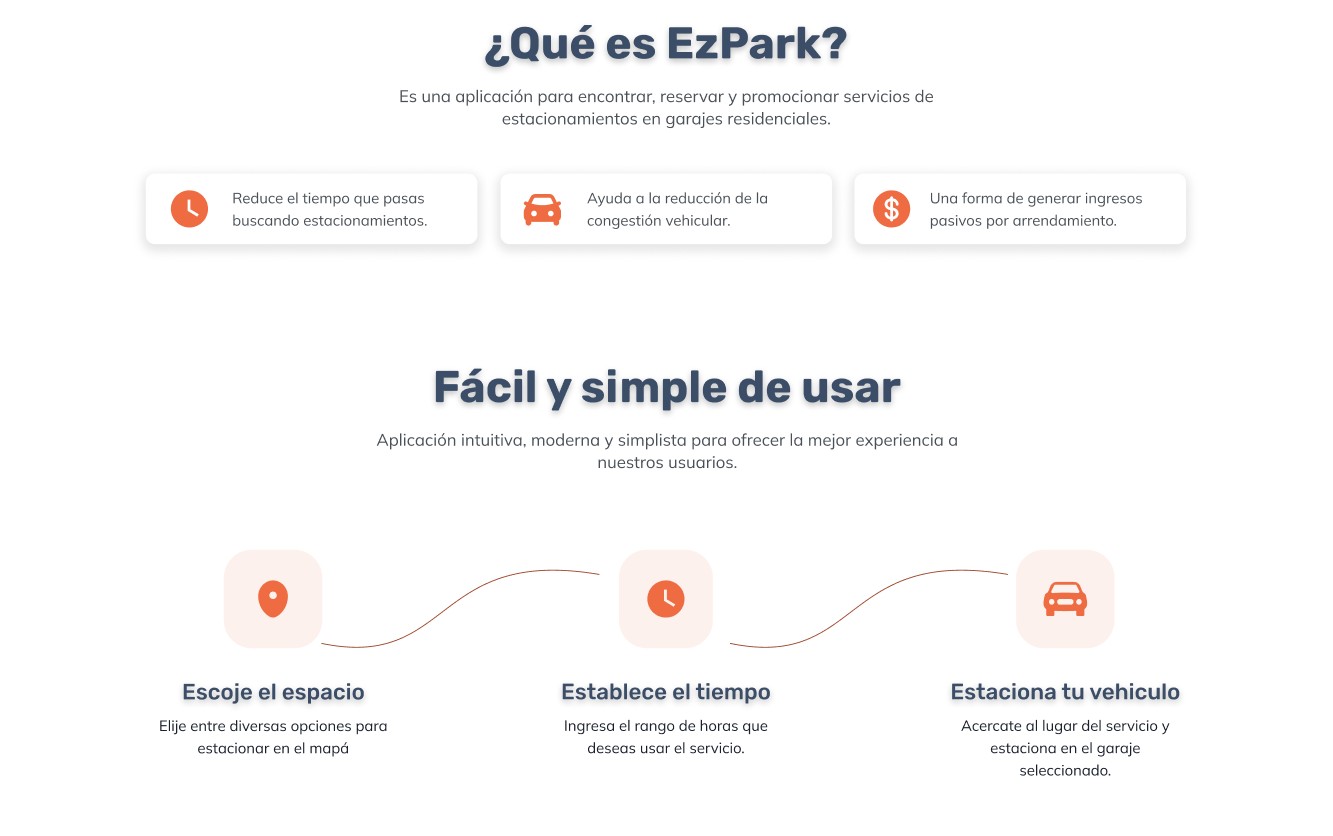 ¿Qué es EzPark?
Es una aplicación para encontrar, reservar y promocionar servicios de
estacionamientos en garajes residenciales.
Reduce el tiempo que pasas
buscando estacionamientos.
Ayuda a la reducción de la
congestión vehicular.
Una forma de generar ingresos
pasivos por arrendamiento.
Fácil y simple de usar
Aplicación intuitiva, moderna y simplista para ofrecer la mejor experiencia a
nuestros usuarios.
Escoje el espacio
Elije entre diversas opciones para
estacionar en el mapá
Establece el tiempo
Ingresa el rango de horas que
deseas usar el servicio.
Estaciona tu vehiculo
Acercate al lugar del servicio y
estaciona en el garaje
seleccionado.